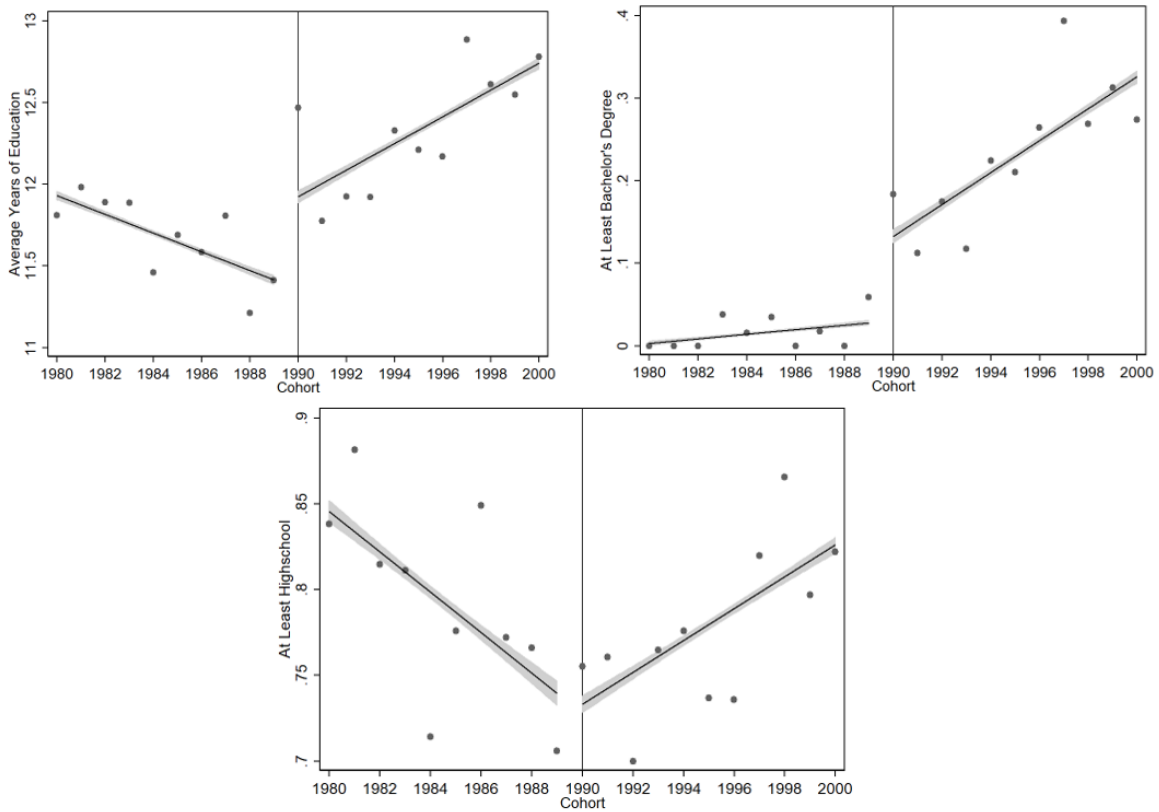 Average Years of Education
13
12.5
12
11.5
11
1980 1982 1984 1986 1988 1990 1992 1994 1996 1998 2000
Cohort
At Least Bachelor's Degree
.4
.3
.2
.1
0
1980 1982 1984 1986 1988 1990 1992 1994 1996 1998 2000
Cohort
At Least Highschool
.9
.85
.8
.75
.7
1980 1982 1984 1986 1988 1990 1992 1994 1996 1998 2000
Cohort